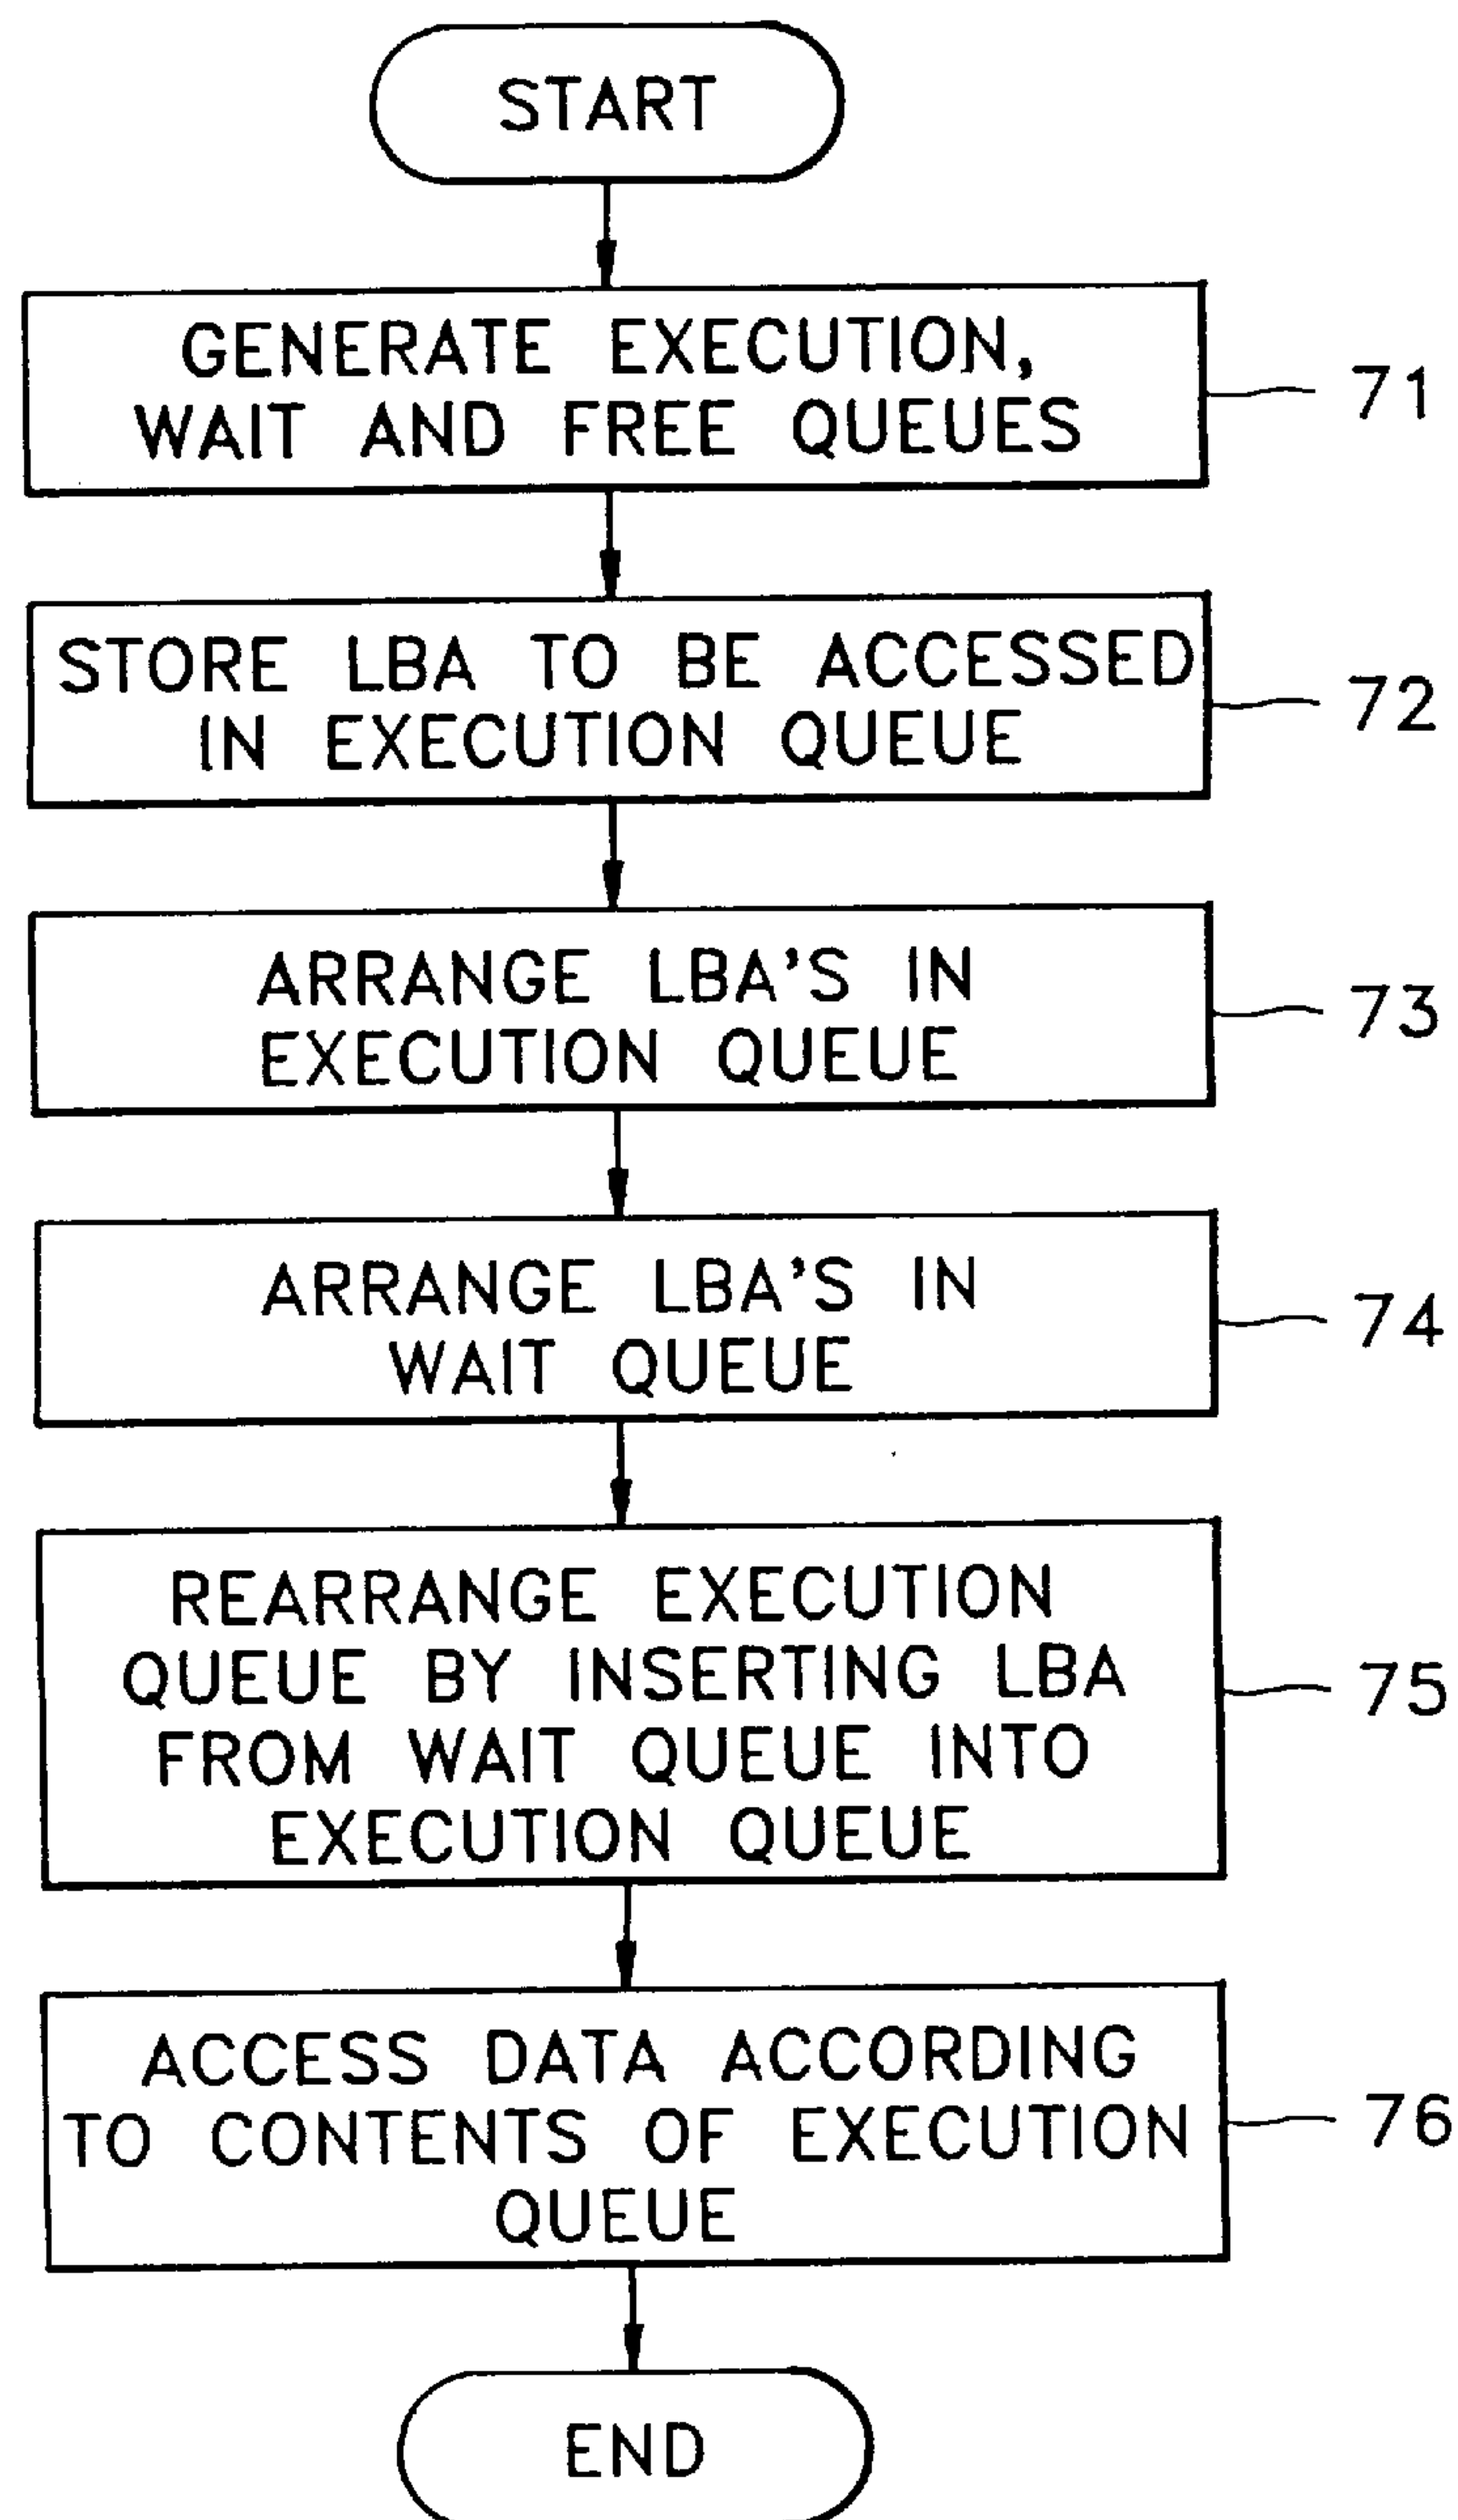 START
GENERATE EXECUTION,
WAIT AND FREE QUEUES
71
STORE LBA TO BE ACCESSED
IN EXECUTION QUEUE
72
ARRANGE LBA'S IN
EXECUTION QUEUE
73
ARRANGE LBA'S IN
WAIT QUEUE
74
REARRANGE EXECUTION
QUEUE BY INSERTING LBA
FROM WAIT QUEUE INTO
EXECUTION QUEUE
75
ACCESS DATA ACCORDING
TO CONTENTS OF EXECUTION
QUEUE
76
END